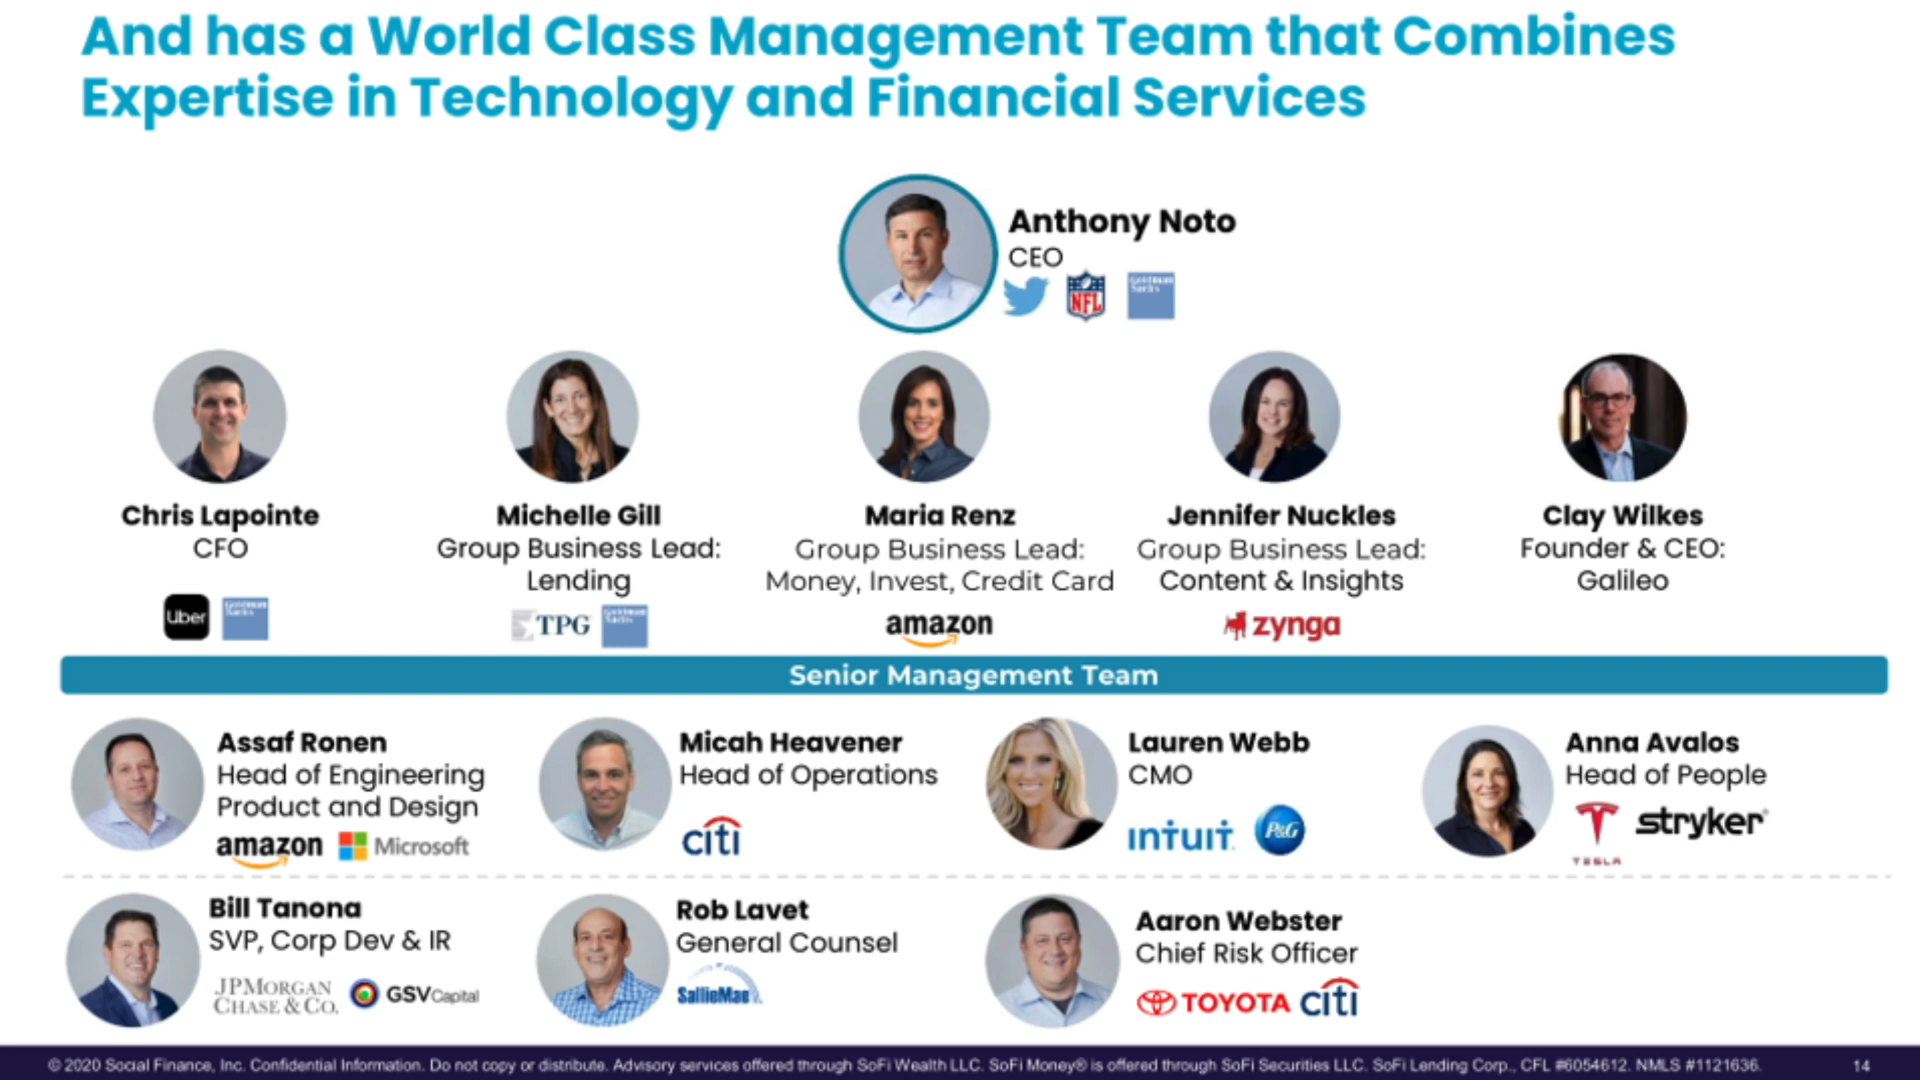 And has a World Class Management Team that Combines
Expertise in Technology and Financial Services
Anthony Noto
CEO
NFL
Goldman
Sachs
Chris Lapointe
CFO
Uber
Goldman
Sachs
Michelle Gill
Group Business Lead:
Lending
TPG
Goldman
Sachs
Maria Renz
Group Business Lead:
Money, Invest, Credit Card
amazon
Jennifer Nuckles
Group Business Lead:
Content & Insights
zynga
Clay Wilkes
Founder & CEO:
Galileo
Senior Management Team
Assaf Ronen
Head of Engineering
Product and Design
amazon Microsoft
Micah Heavener
Head of Operations
citi
Lauren Webb
CMO
intuit P&G
Anna Avalos
Head of People
TESLA stryker®
Bill Tanona
SVP, Corp Dev & IR
JPMORGAN
CHASE & CO. GSV Capital
Rob Lavet
General Counsel
SallieMae
Aaron Webster
Chief Risk Officer
TOYOTA citi
© 2020 Social Finance, Inc. Confidential Information. Do not copy or distribute. Advisory services offered through SoFi Wealth LLC. SoFi Money® is offered through SoFi Securities LLC. SoFi Lending Corp., CFL #6054612. NMLS #1121636. 14